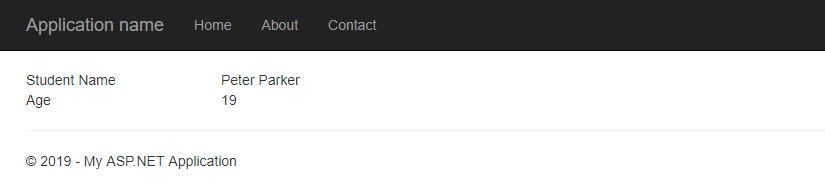 Application name Home About Contact
Student Name Peter Parker
Age 19
© 2019 - My ASP.NET Application